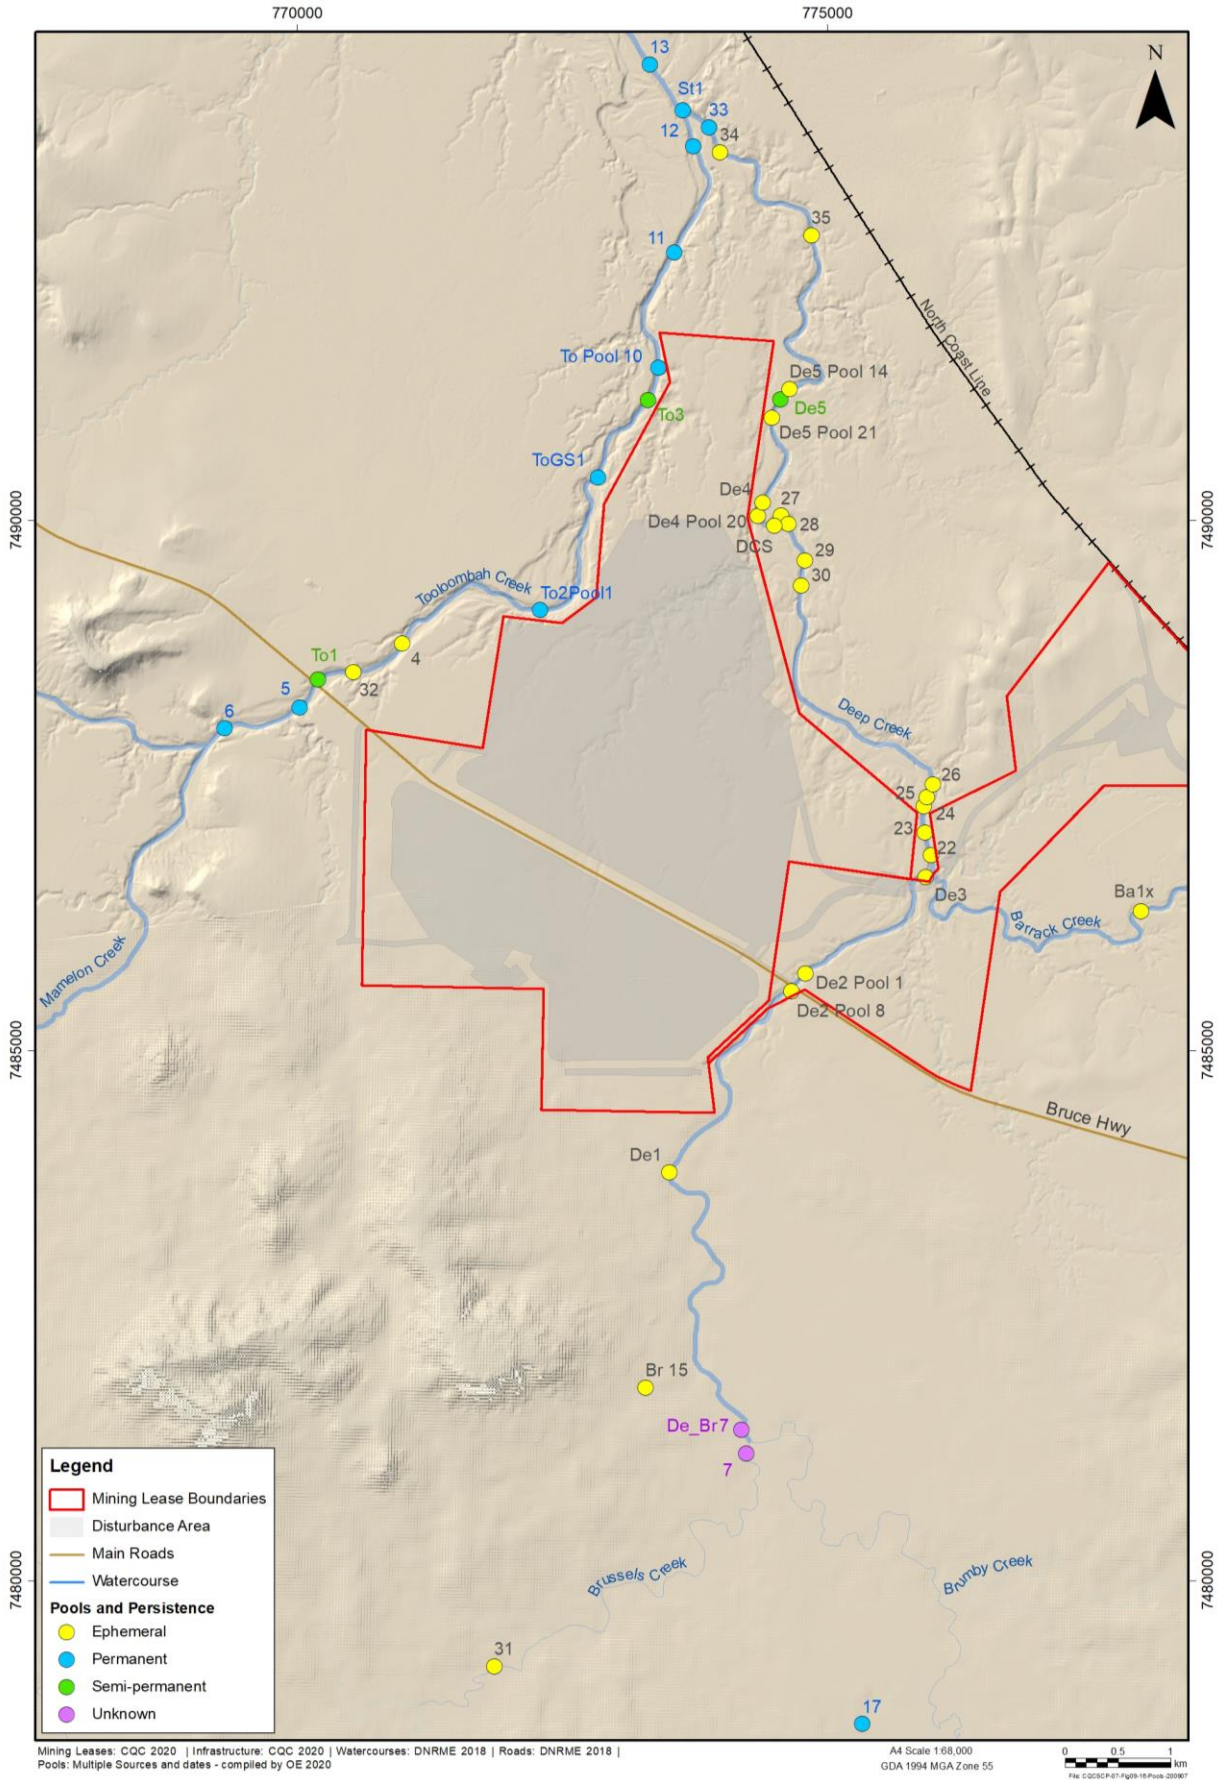 770000
775000
N
13
St1
33
12
34
35
11
North Coast Line
To Pool 10
De5 Pool 14
De5
To3
De5 Pool 21
ToGS1
De4
27
De4 Pool 20
28
DCS
7490000
7490000
29
30
Tooloombah Creek
To2Pool1
4
To1
32
5
6
Deep Creek
26
25
24
23
22
De3
Ba1x
Barrack Creek
Mamelon Creek
De2 Pool 1
De2 Pool 8
7485000
7485000
Bruce Hwy
De1
Br 15
De_Br7
7
Brussels Creek
Brumby Creek
7480000
7480000
31
17
Legend
Mining Lease Boundaries
Disturbance Area
Main Roads
Watercourse
Pools and Persistence
Ephemeral
Permanent
Semi-permanent
Unknown
Mining Leases: CQC 2020 | Infrastructure: CQC 2020 | Watercourses: DNRME 2018 | Roads: DNRME 2018 |
Pools: Multiple Sources and dates - compiled by OE 2020
A4 Scale 1:68,000
GDA 1994 MGA Zone 55
0 0.5 1
km